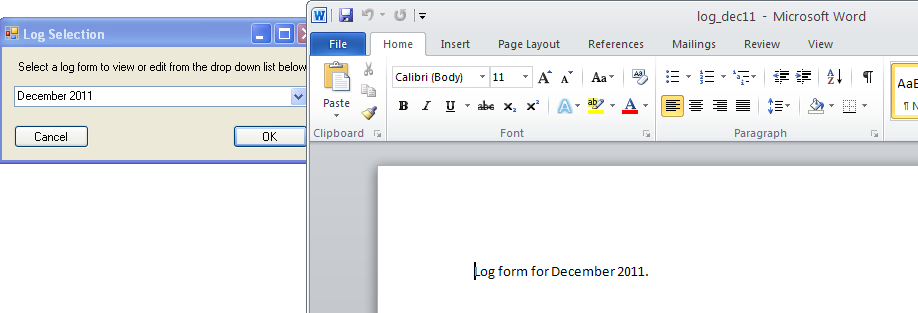 Log Selection
Select a log form to view or edit from the drop down list below
December 2011
Cancel
OK
log_dec11 - Microsoft Word
File Home Insert Page Layout References Mailings Review View
Paste
Calibri (Body) 11 A A Aa
B I U abc x₂ x² A ab A
Clipboard Font Paragraph
AaB
¶ N
Log form for December 2011.